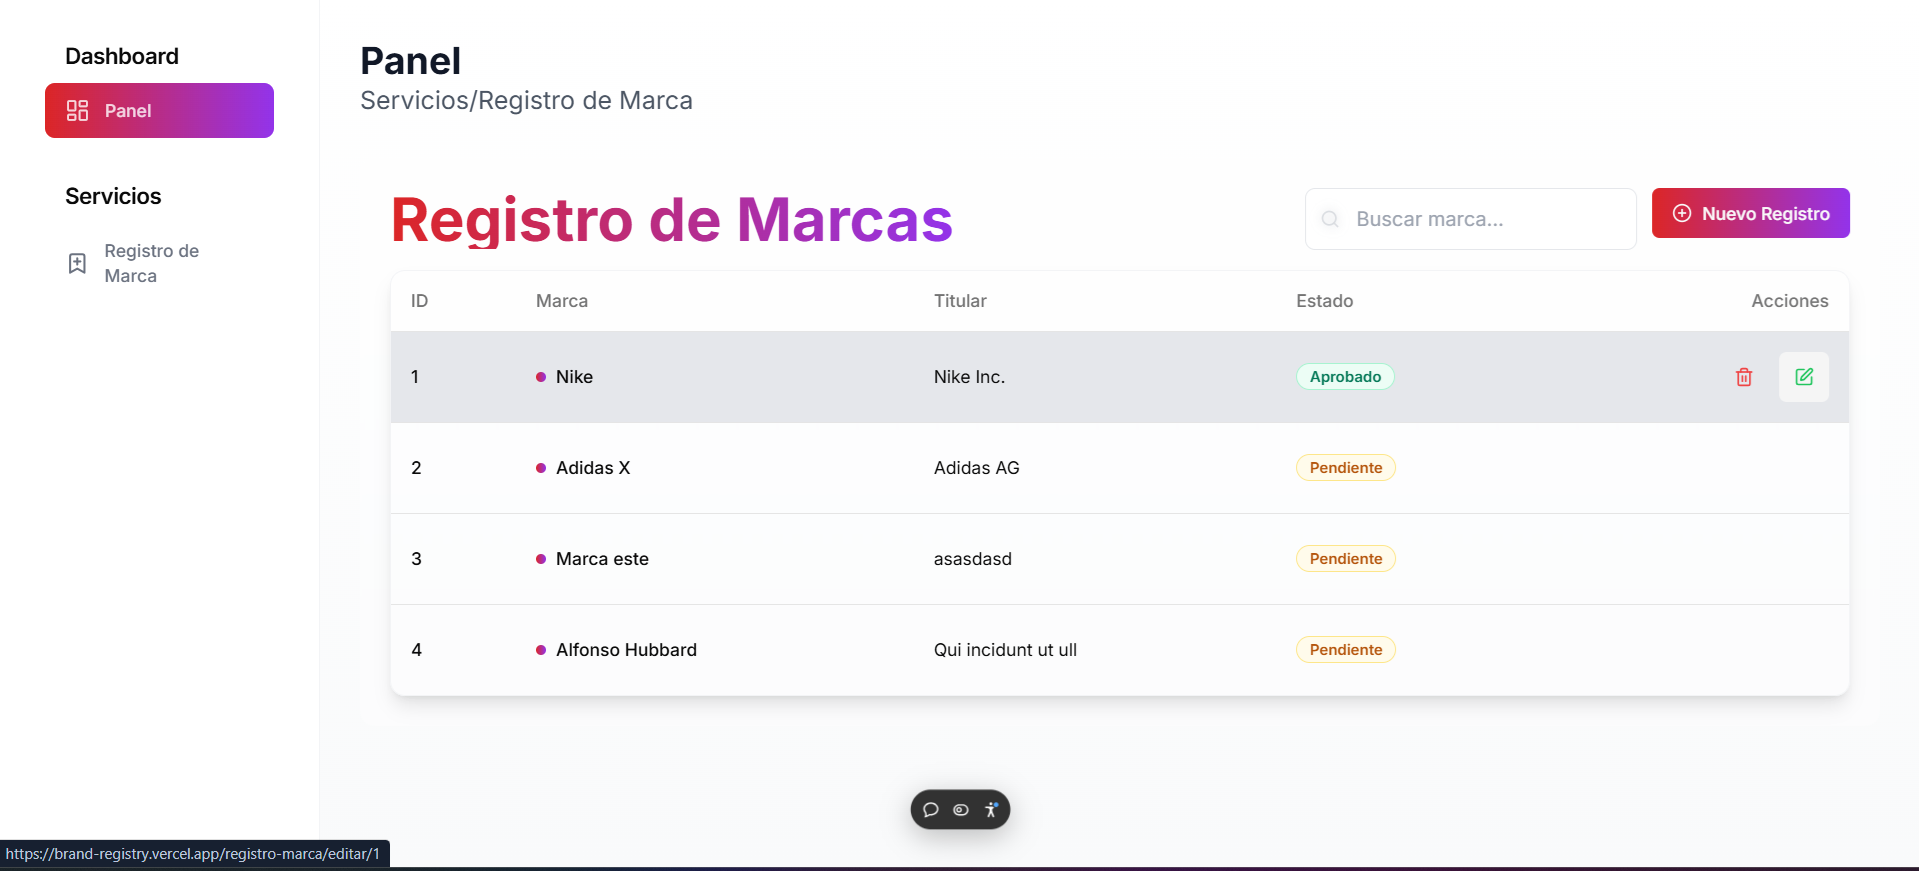 Dashboard
Panel
Servicios
Registro de
Marca
Panel
Servicios/Registro de Marca
Registro de Marcas
Buscar marca...
Nuevo Registro
ID Marca Titular Estado Acciones
1 Nike Nike Inc. Aprobado
2 Adidas X Adidas AG Pendiente
3 Marca este asasdasd Pendiente
4 Alfonso Hubbard Qui incidunt ut ull Pendiente
https://brand-registry.vercel.app/registro-marca/editar/1